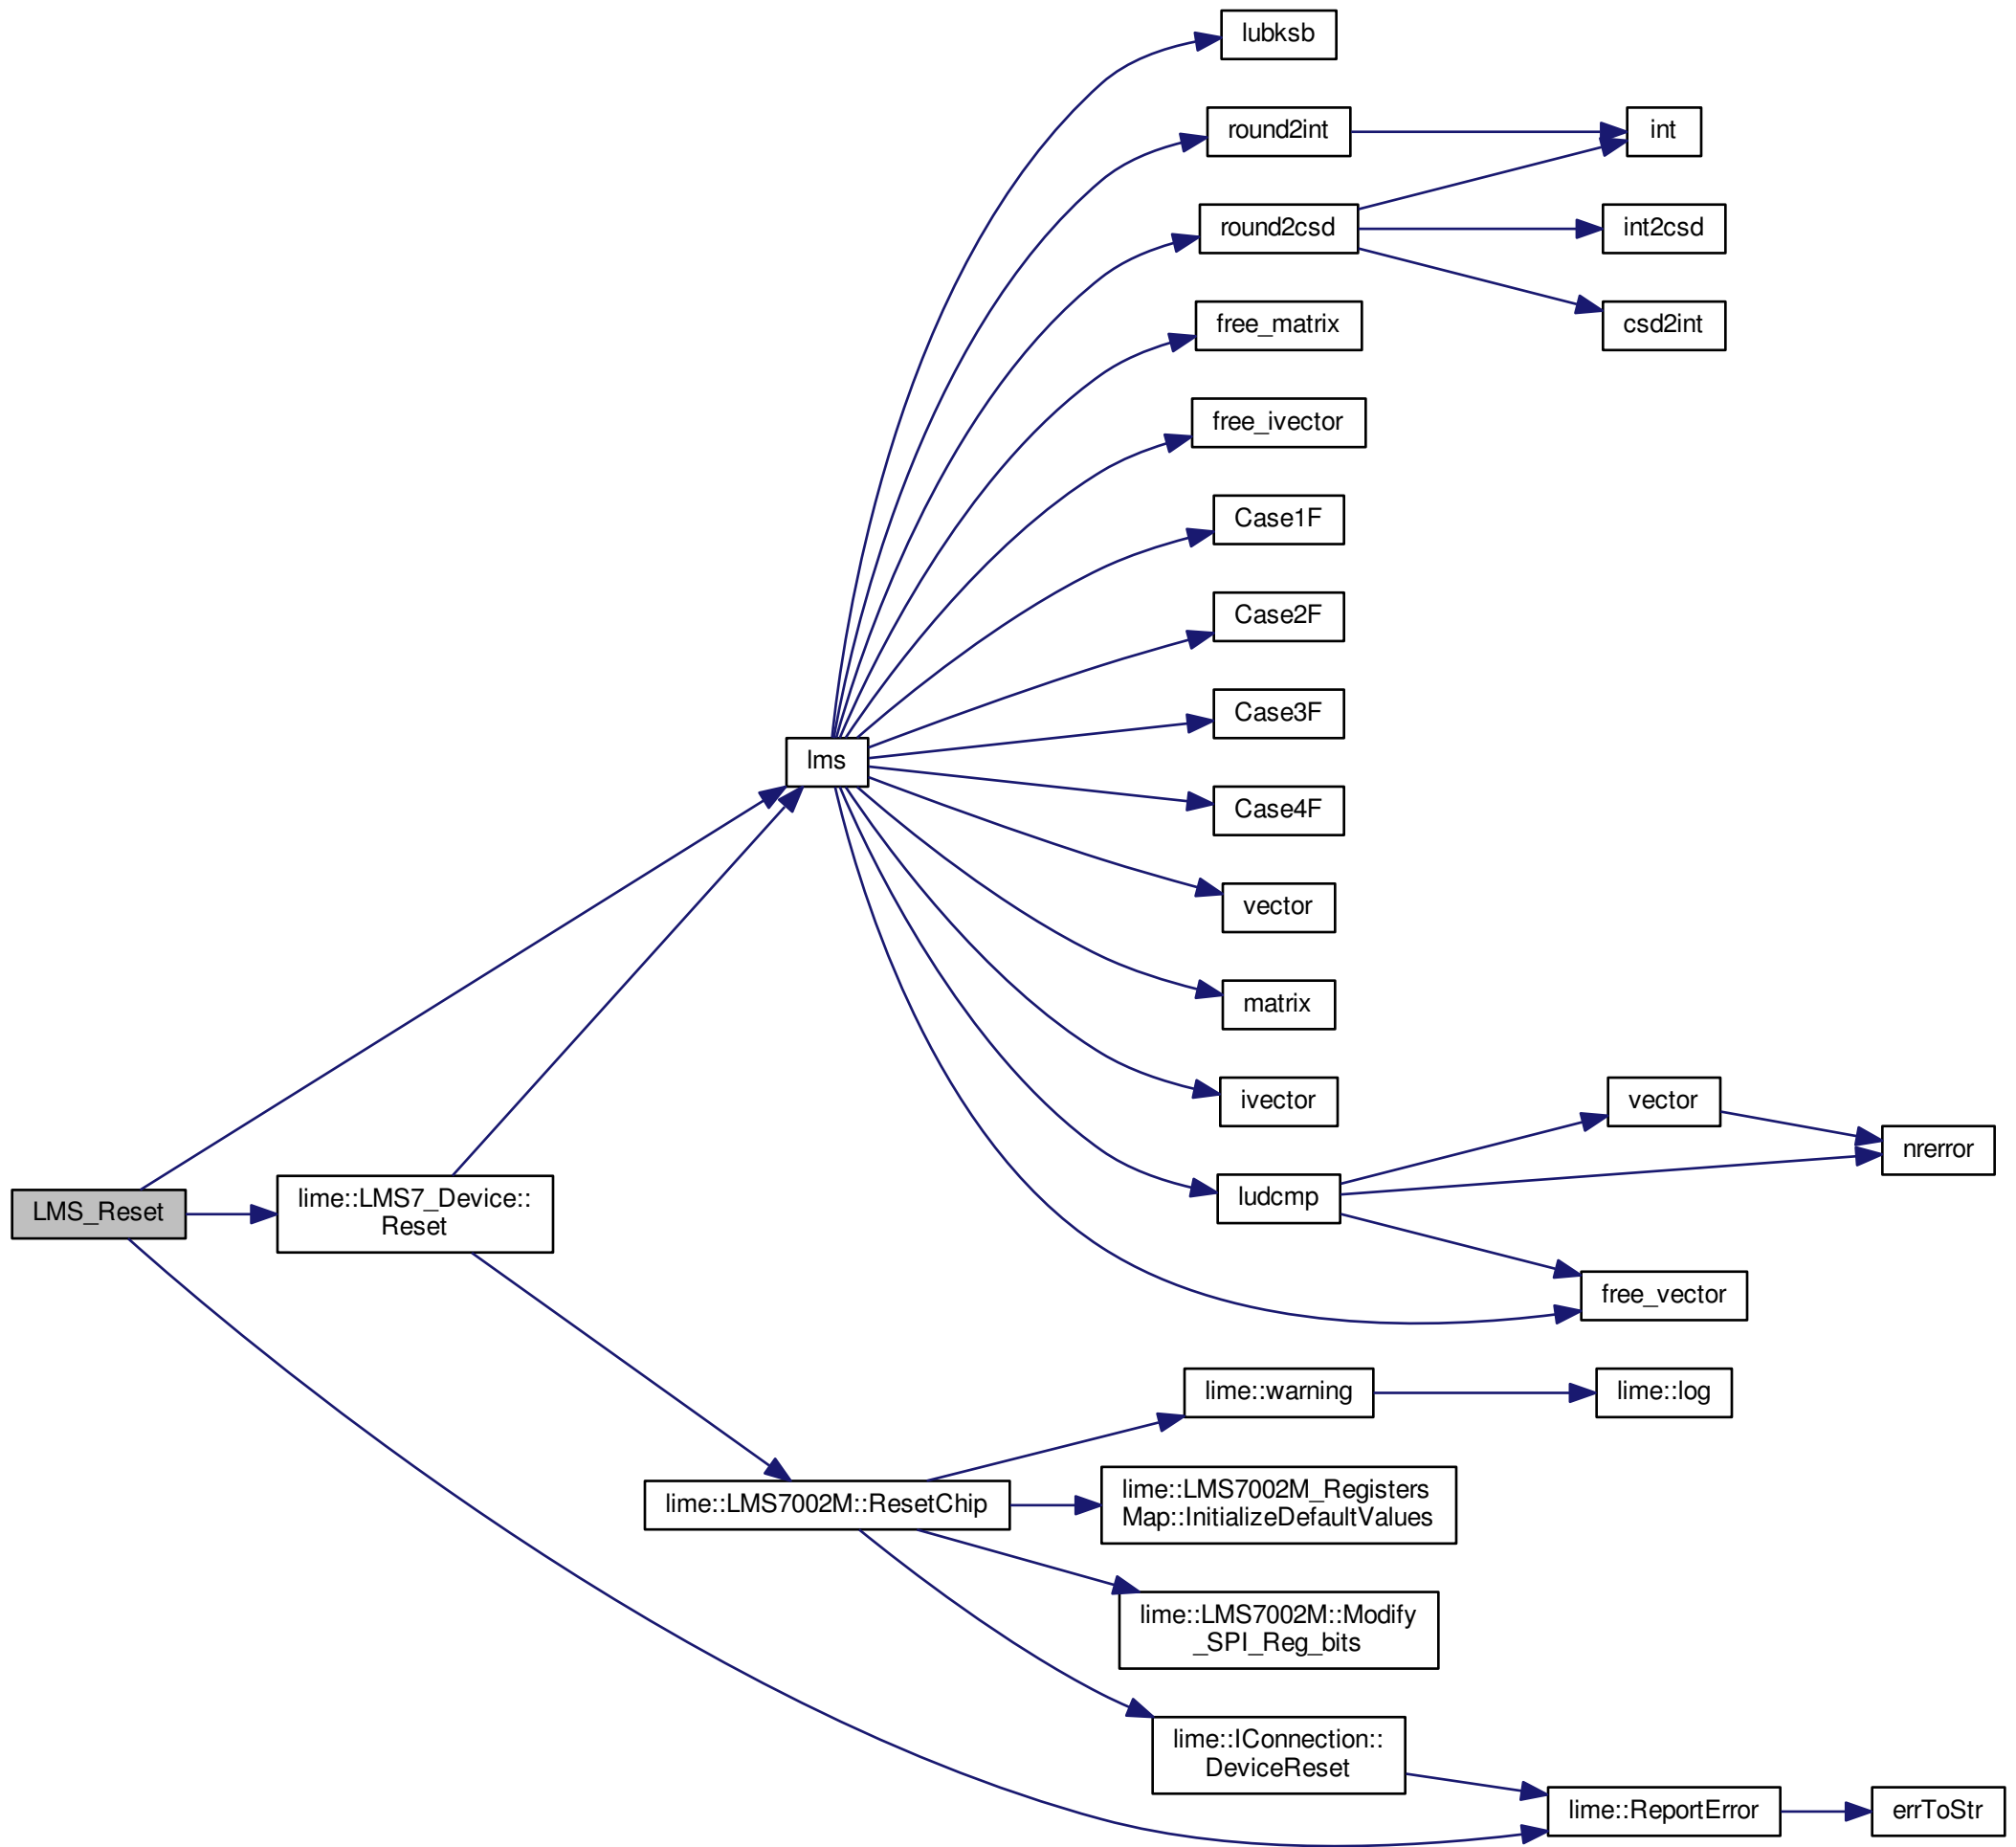 lubksb
round2int
int
round2csd
int2csd
free_matrix
csd2int
free_ivector
Case1F
Case2F
Case3F
lms
Case4F
vector
matrix
ivector
vector
nrerror
ludcmp
LMS_Reset
lime::LMS7_Device::
Reset
free_vector
lime::warning
lime::log
lime::LMS7002M::ResetChip
lime::LMS7002M_Registers
Map::InitializeDefaultValues
lime::LMS7002M::Modify
_SPI_Reg_bits
lime::IConnection::
DeviceReset
lime::ReportError
errToStr